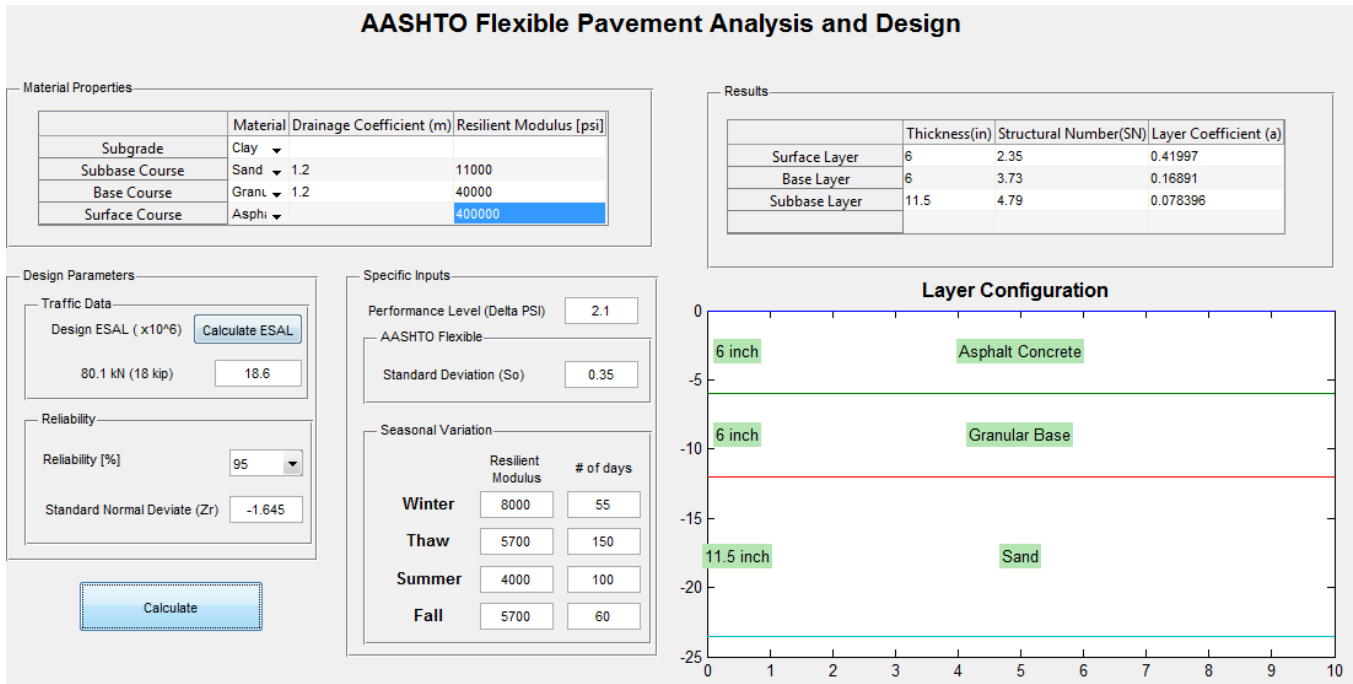 AASHTO Flexible Pavement Analysis and Design
Material Properties
Material Drainage Coefficient (m) Resilient Modulus [psi]
Subgrade Clay
Subbase Course Sand 1.2 11000
Base Course Granu 1.2 40000
Surface Course Aspha 400000
Results
Thickness(in) Structural Number(SN) Layer Coefficient (a)
Surface Layer 6 2.35 0.41997
Base Layer 6 3.73 0.16891
Subbase Layer 11.5 4.79 0.078396
Design Parameters
Traffic Data
Design ESAL ( x10^6) Calculate ESAL
80.1 kN (18 kip) 18.6
Reliability
Reliability [%] 95
Standard Normal Deviate (Zr) -1.645
Calculate
Specific Inputs
Performance Level (Delta PSI) 2.1
AASHTO Flexible
Standard Deviation (So) 0.35
Seasonal Variation
Resilient
Modulus
# of days
Winter 8000 55
Thaw 5700 150
Summer 4000 100
Fall 5700 60
Layer Configuration
0
6 inch Asphalt Concrete
-5
6 inch Granular Base
-10
-15
11.5 inch Sand
-20
-25
0 1 2 3 4 5 6 7 8 9 10